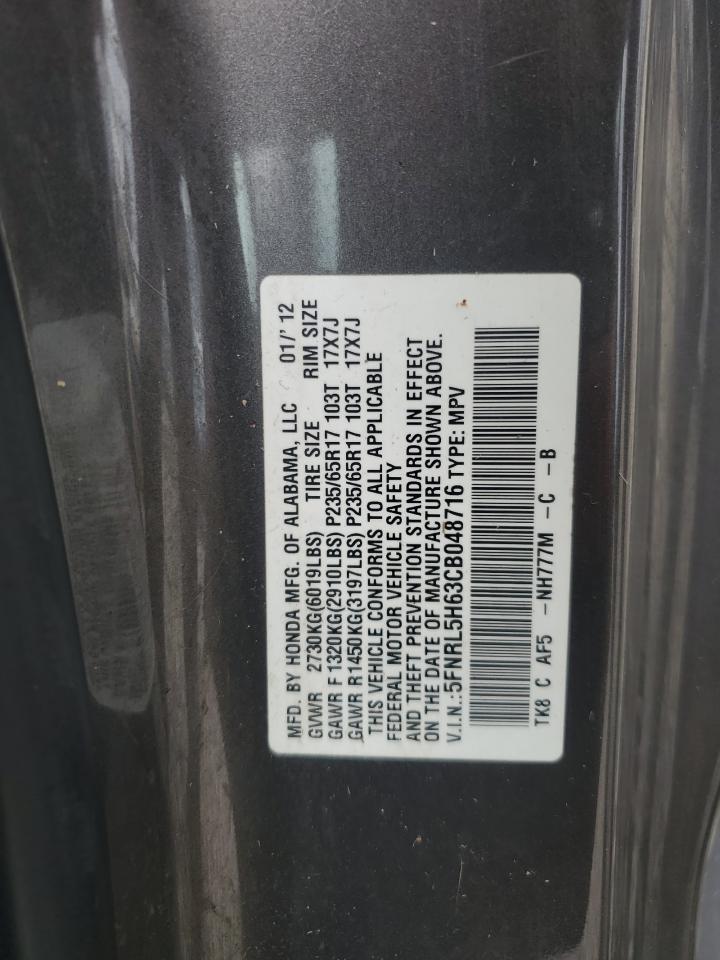 MFD. BY HONDA MFG. OF ALABAMA, LLC 01/'12
GVWR 2730KG(6019LBS) TIRE SIZE RIM SIZE
GAWR F1320KG(2910LBS) P235/65R17 103T 17X7J
GAWR R1450KG(3197LBS) P235/65R17 103T 17X7J
THIS VEHICLE CONFORMS TO ALL APPLICABLE
FEDERAL MOTOR VEHICLE SAFETY
AND THEFT PREVENTION STANDARDS IN EFFECT
ON THE DATE OF MANUFACTURE SHOWN ABOVE.
V.I.N.:5FNRL5H63CB048716 TYPE: MPV
TK8 C AF5 -NH777M -C -B